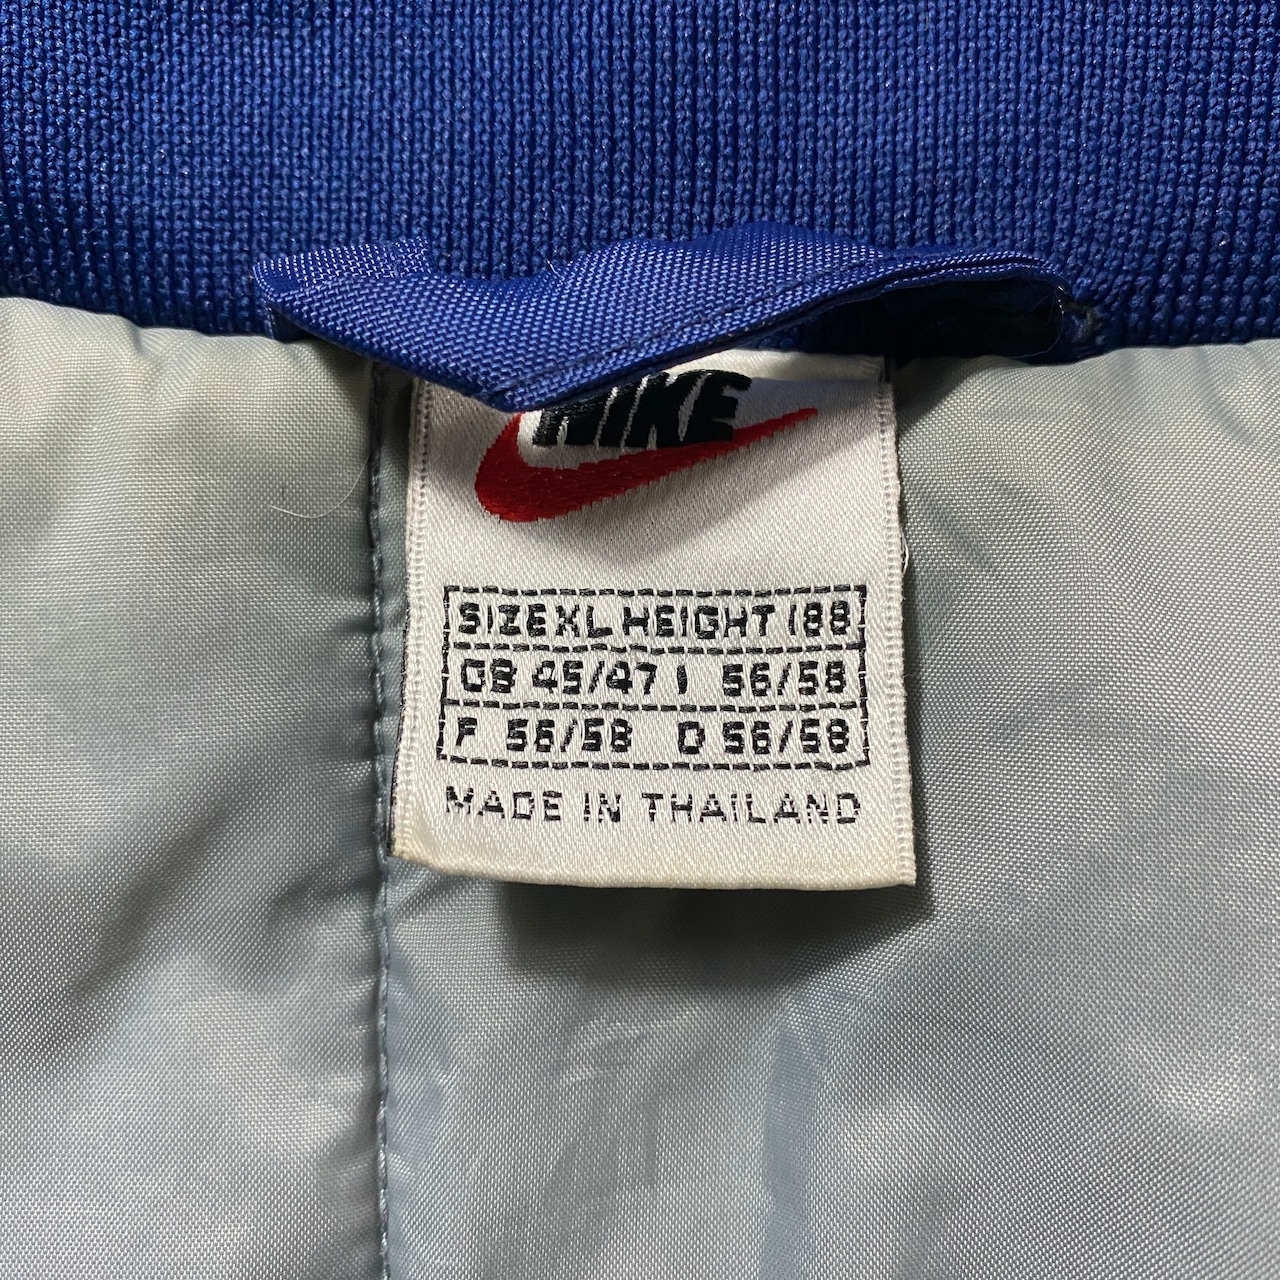 NIKE
SIZE XL HEIGHT 188
GB 45/47 I 56/58
F 56/58 D 56/58
MADE IN THAILAND